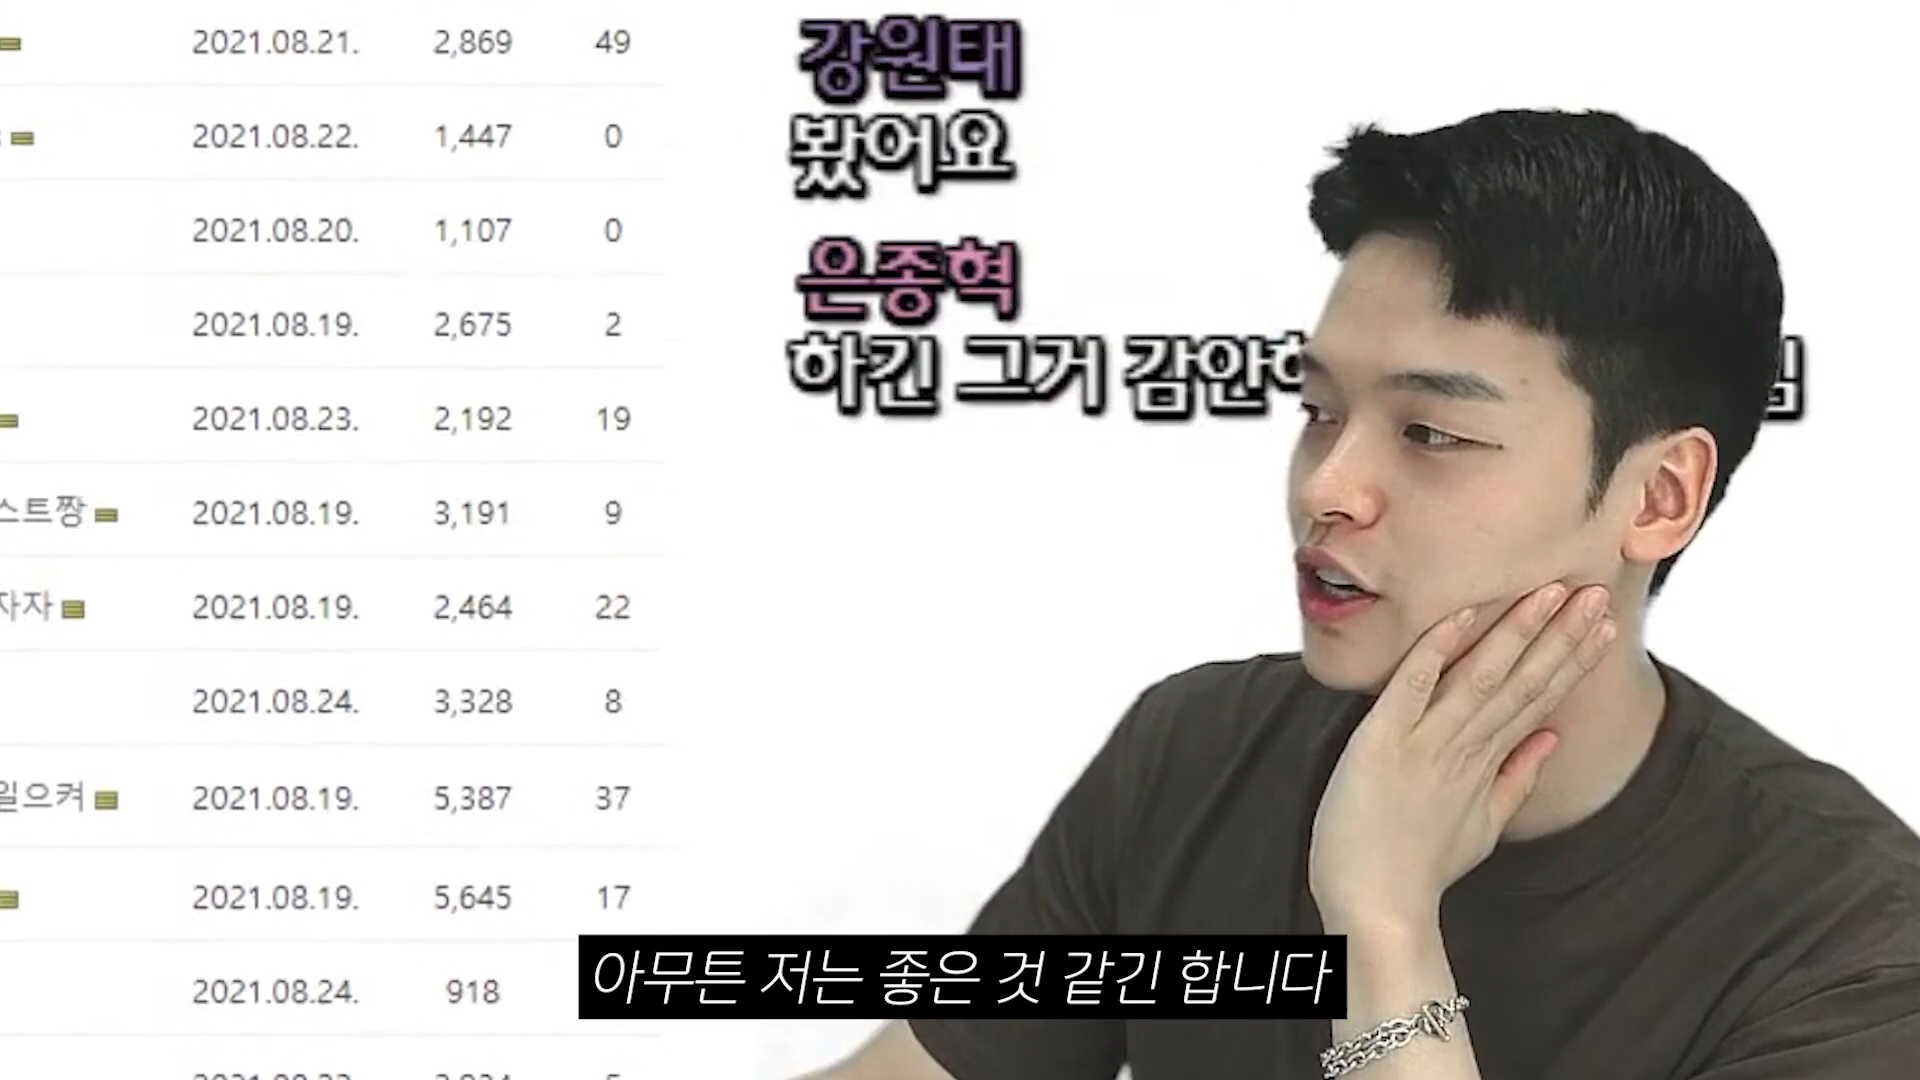 2021.08.21. 2,869 49
2021.08.22. 1,447 0
2021.08.20. 1,107 0
2021.08.19. 2,675 2
2021.08.23. 2,192 19
스트짱 2021.08.19. 3,191 9
자자 2021.08.19. 2,464 22
2021.08.24. 3,328 8
일으켜 2021.08.19. 5,387 37
2021.08.19. 5,645 17
2021.08.24. 918
강원태
봤어요
은종혁
하긴 그거 감안
아무튼 저는 좋은 것 같긴 합니다